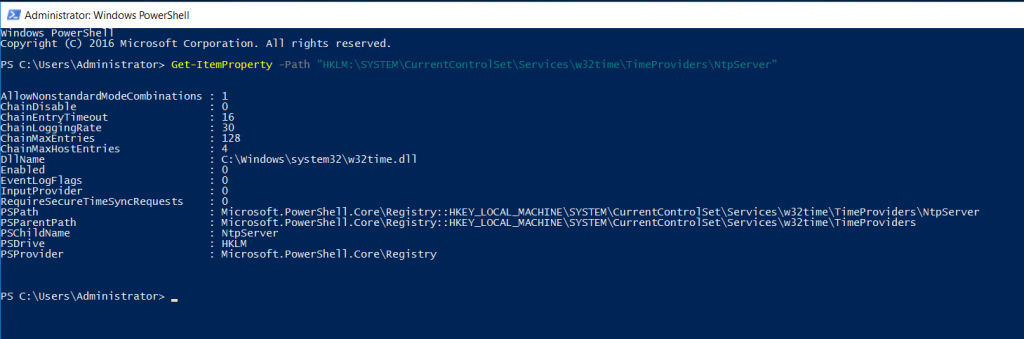 Administrator: Windows PowerShell
Windows PowerShell
Copyright (C) 2016 Microsoft Corporation. All rights reserved.
PS C:\Users\Administrator> Get-ItemProperty -Path "HKLM:\SYSTEM\CurrentControlSet\Services\w32time\TimeProviders\NtpServer"
AllowNonstandardModeCombinations : 1
ChainDisable : 0
ChainEntryTimeout : 16
ChainLoggingRate : 30
ChainMaxEntries : 128
ChainMaxHostEntries : 4
DllName : C:\Windows\system32\w32time.dll
Enabled : 0
EventLogFlags : 0
InputProvider : 0
RequireSecureTimeSyncRequests : 0
PSPath : Microsoft.PowerShell.Core\Registry::HKEY_LOCAL_MACHINE\SYSTEM\CurrentControlSet\Services\w32time\TimeProviders\NtpServer
PSParentPath : Microsoft.PowerShell.Core\Registry::HKEY_LOCAL_MACHINE\SYSTEM\CurrentControlSet\Services\w32time\TimeProviders
PSChildName : NtpServer
PSDrive : HKLM
PSProvider : Microsoft.PowerShell.Core\Registry
PS C:\Users\Administrator> _